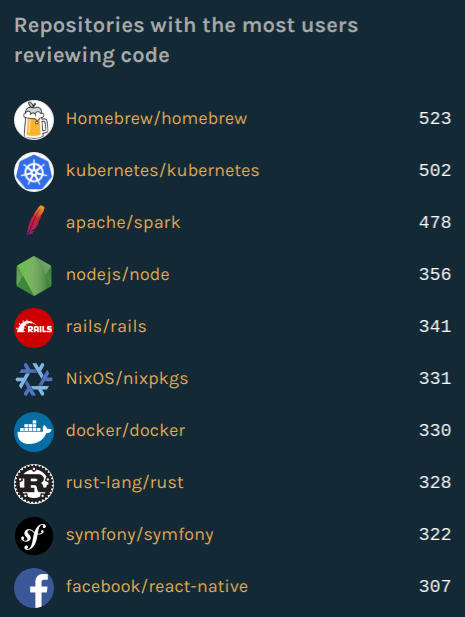 Repositories with the most users
reviewing code
Homebrew/homebrew 523
kubernetes/kubernetes 502
apache/spark 478
nodejs/node 356
RAILS rails/rails 341
NixOS/nixpkgs 331
docker/docker 330
R rust-lang/rust 328
sf symfony/symfony 322
f facebook/react-native 307